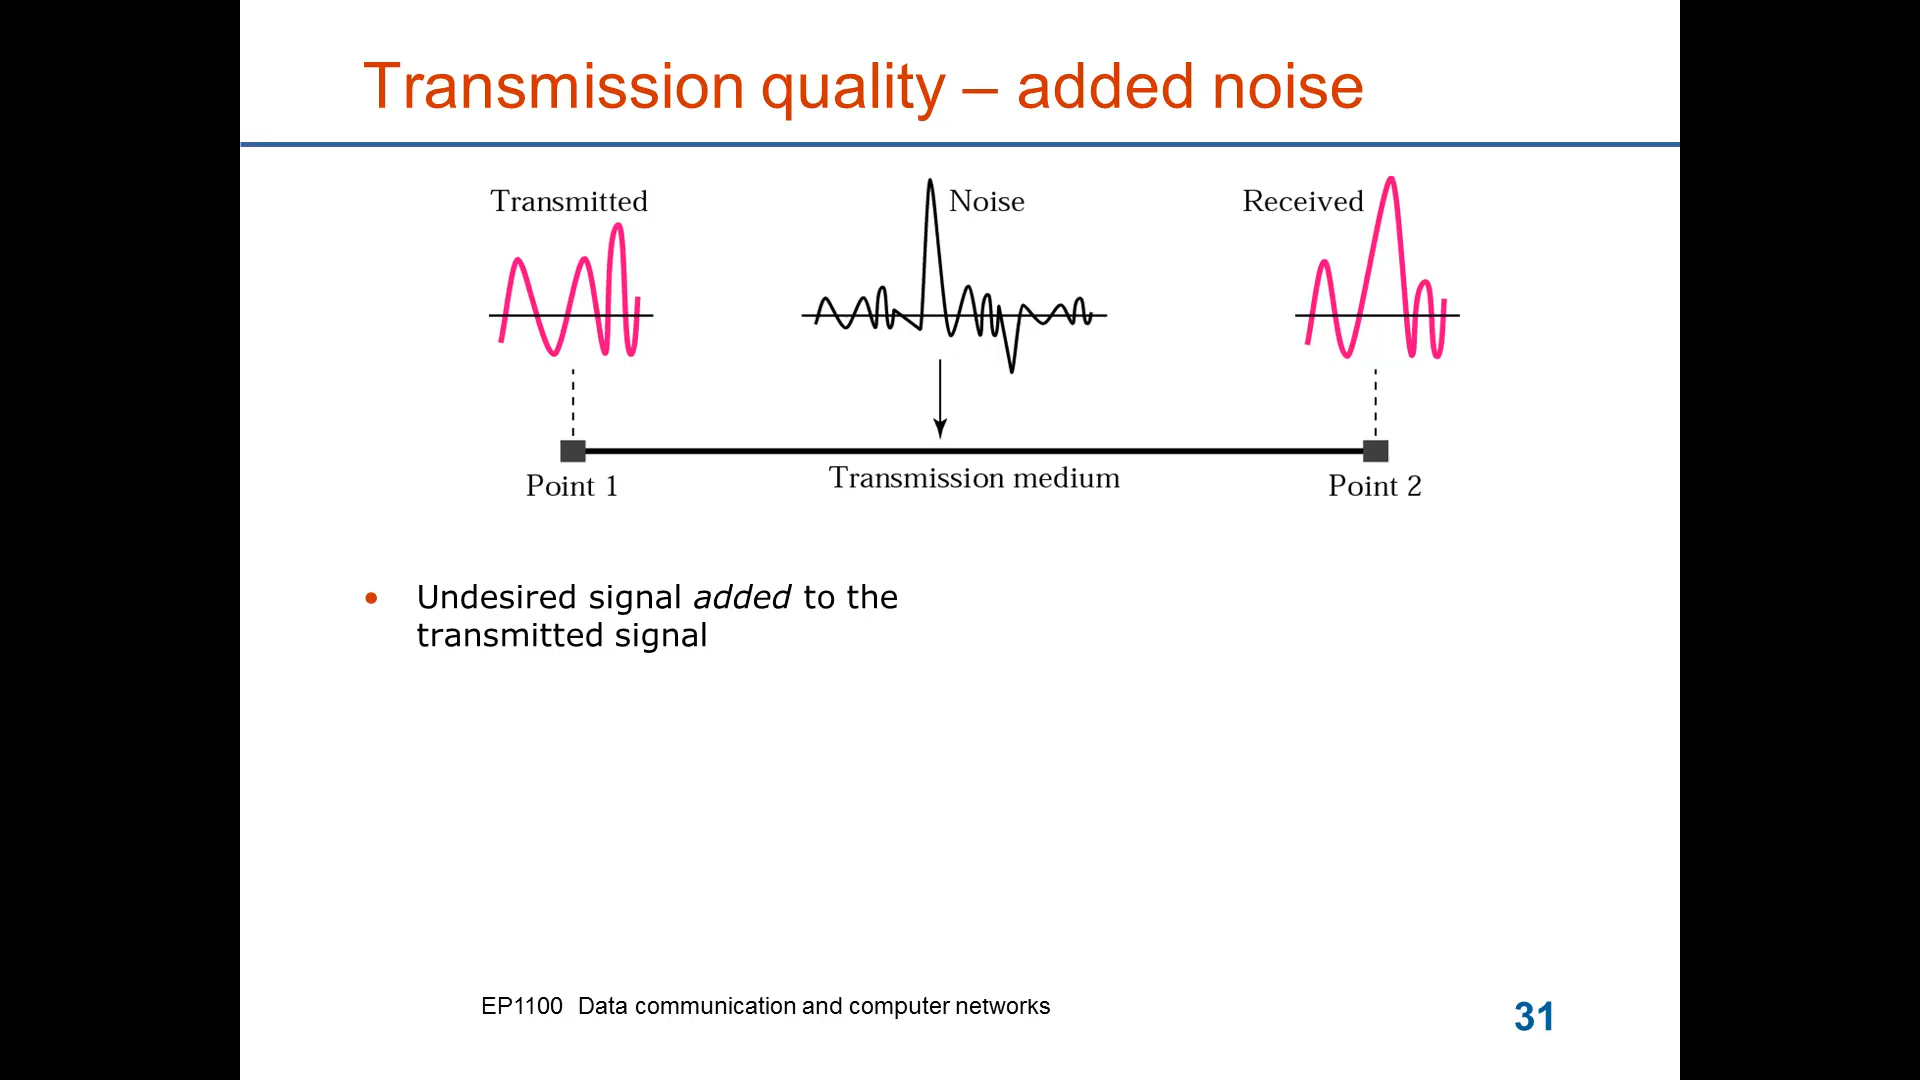 Transmission quality – added noise
Transmitted
Noise
Received
Point 1
Transmission medium
Point 2
• Undesired signal added to the
transmitted signal
EP1100 Data communication and computer networks
31